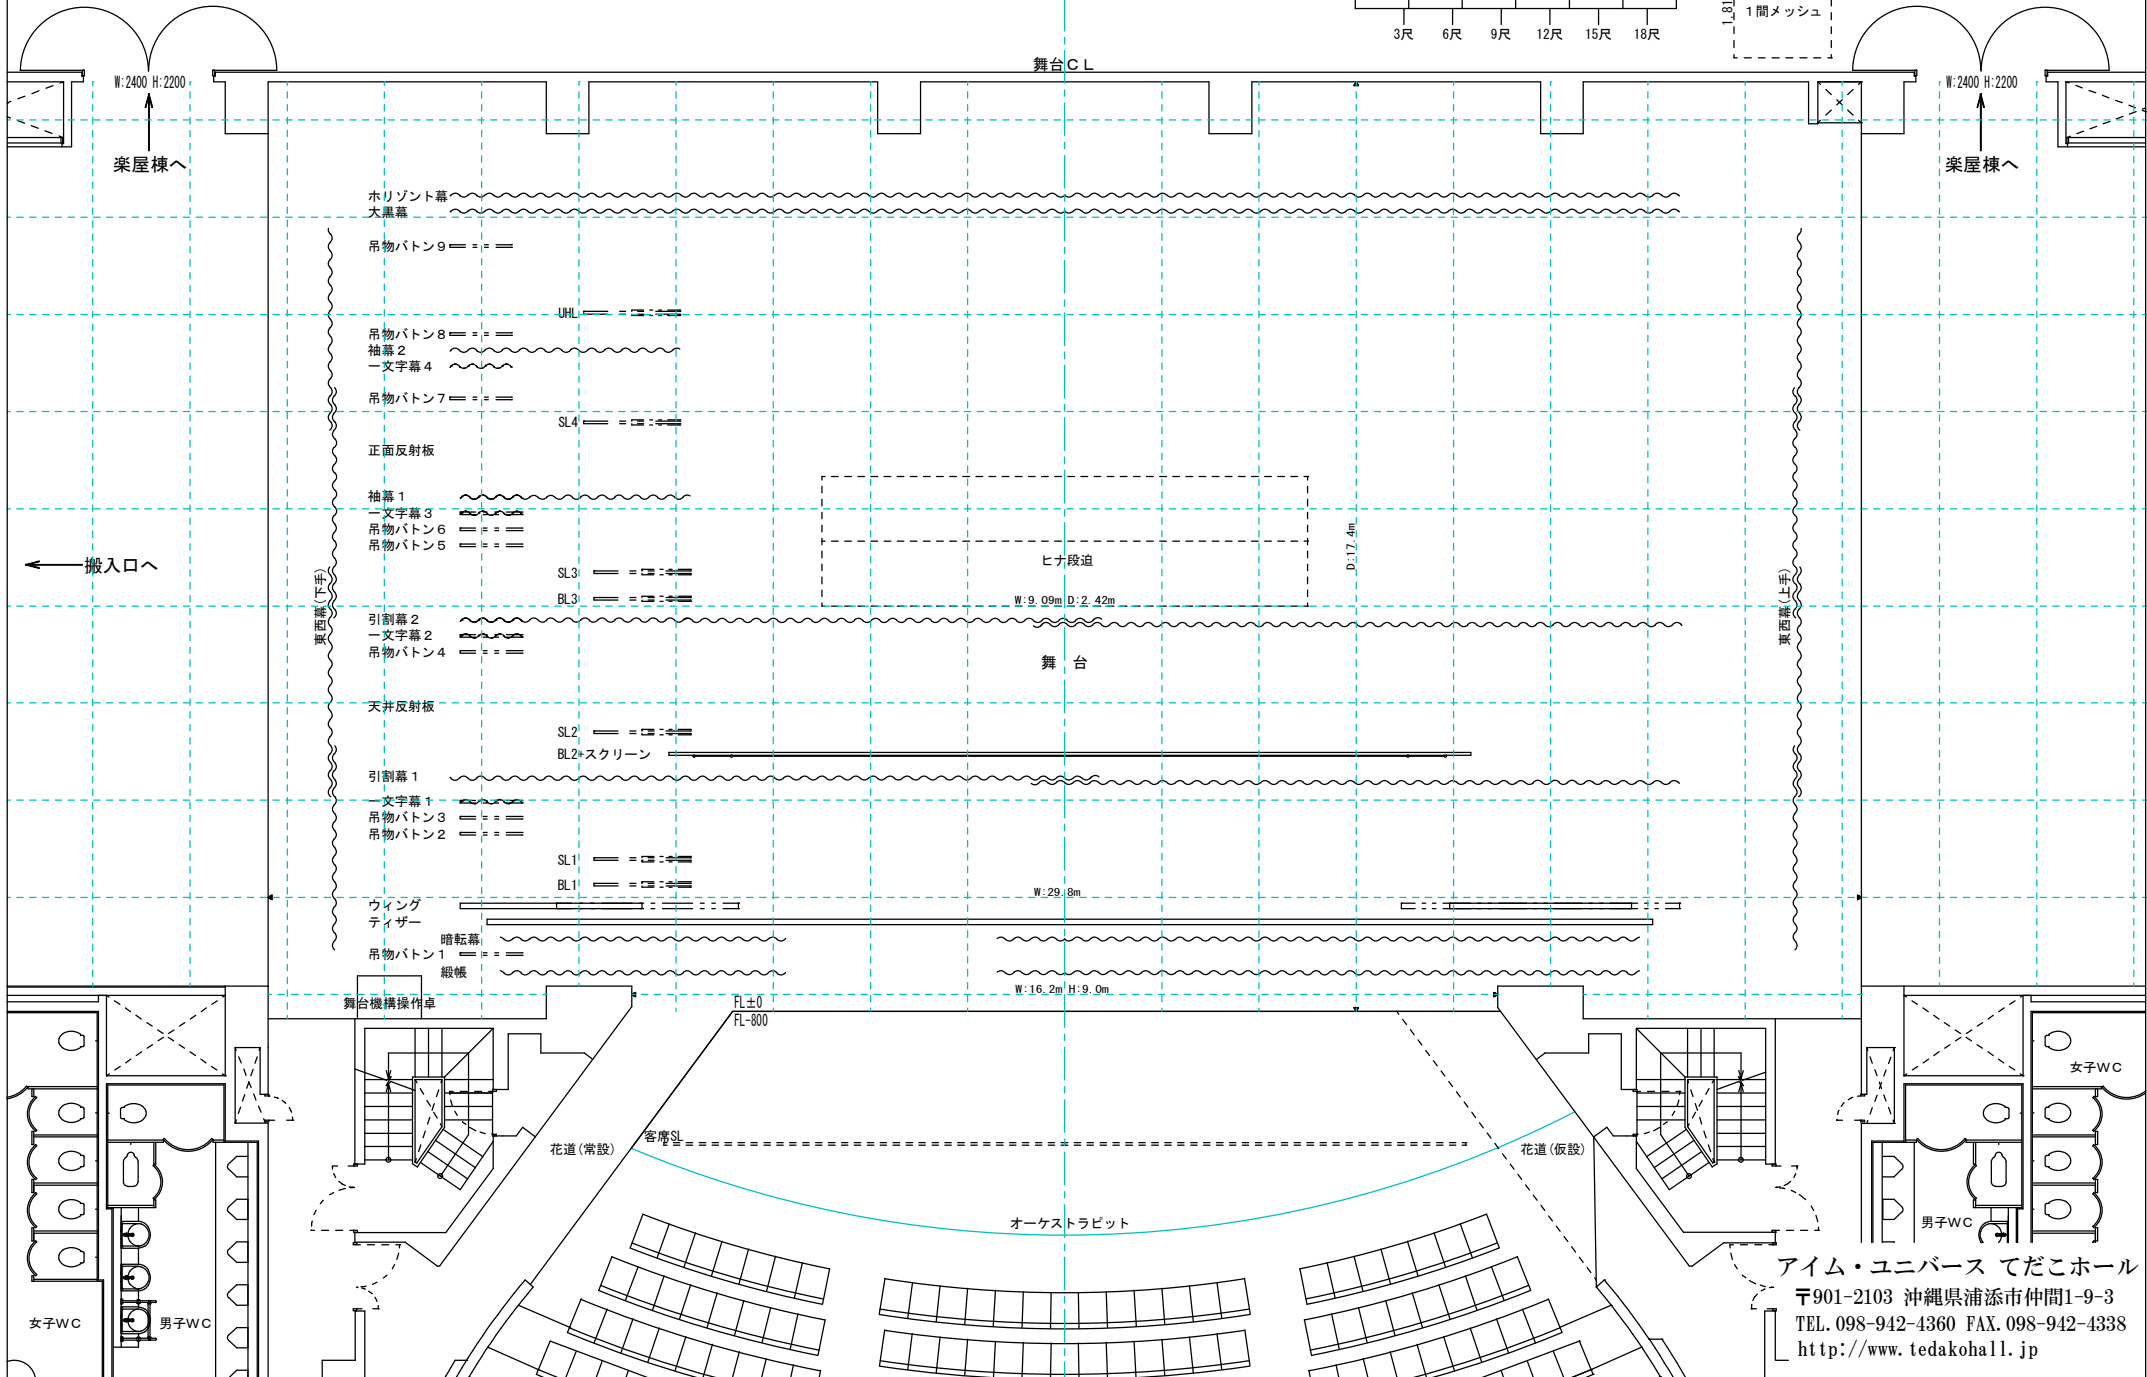 1間メッシュ
3尺 6尺 9尺 12尺 15尺 18尺
舞台CL
W:2400 H:2200
W:2400 H:2200
楽屋棟へ
楽屋棟へ
ホリゾント幕
大黒幕
吊物バトン9
UHL
吊物バトン8
袖幕2
一文字幕4
吊物バトン7
SL4
正面反射板
袖幕1
一文字幕3
吊物バトン6
吊物バトン5
D:17.4m
ヒナ段迫
搬入口へ
SL3
BL3
W:9.09m D:2.42m
東西幕(下手)
東西幕(上手)
引割幕2
一文字幕2
吊物バトン4
舞 台
天井反射板
SL2
BL2+スクリーン
引割幕1
一文字幕1
吊物バトン3
吊物バトン2
SL1
BL1
W:29.8m
ウィング
ティザー
暗転幕
吊物バトン1
緞帳
W:16.2m H:9.0m
舞台機構操作卓
FL±0
FL-800
女子WC
客席SL
花道(常設)
花道(仮設)
オーケストラピット
男子WC
女子WC
男子WC
アイム・ユニバース てだこホール
〒901-2103 沖縄県浦添市仲間1-9-3
TEL.098-942-4360 FAX.098-942-4338
http://www.tedakohall.jp